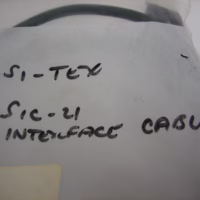 SI-TEX
SIC-21
INTERFACE CABL